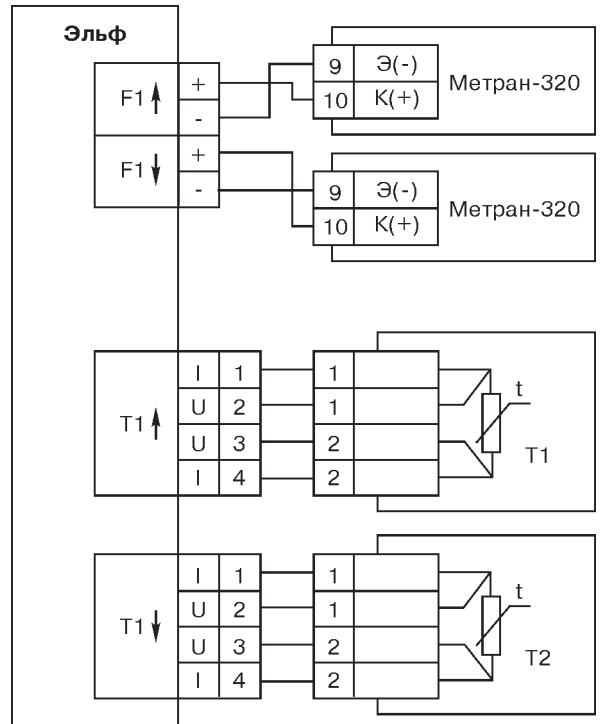 Эльф
F1
+
-
F1
+
-
9 Э(-)
10 К(+)
Метран-320
9 Э(-)
10 К(+)
Метран-320
T1
I 1
U 2
U 3
I 4
1
1
2
2
t
T1
T1
I 1
U 2
U 3
I 4
1
1
2
2
t
T2